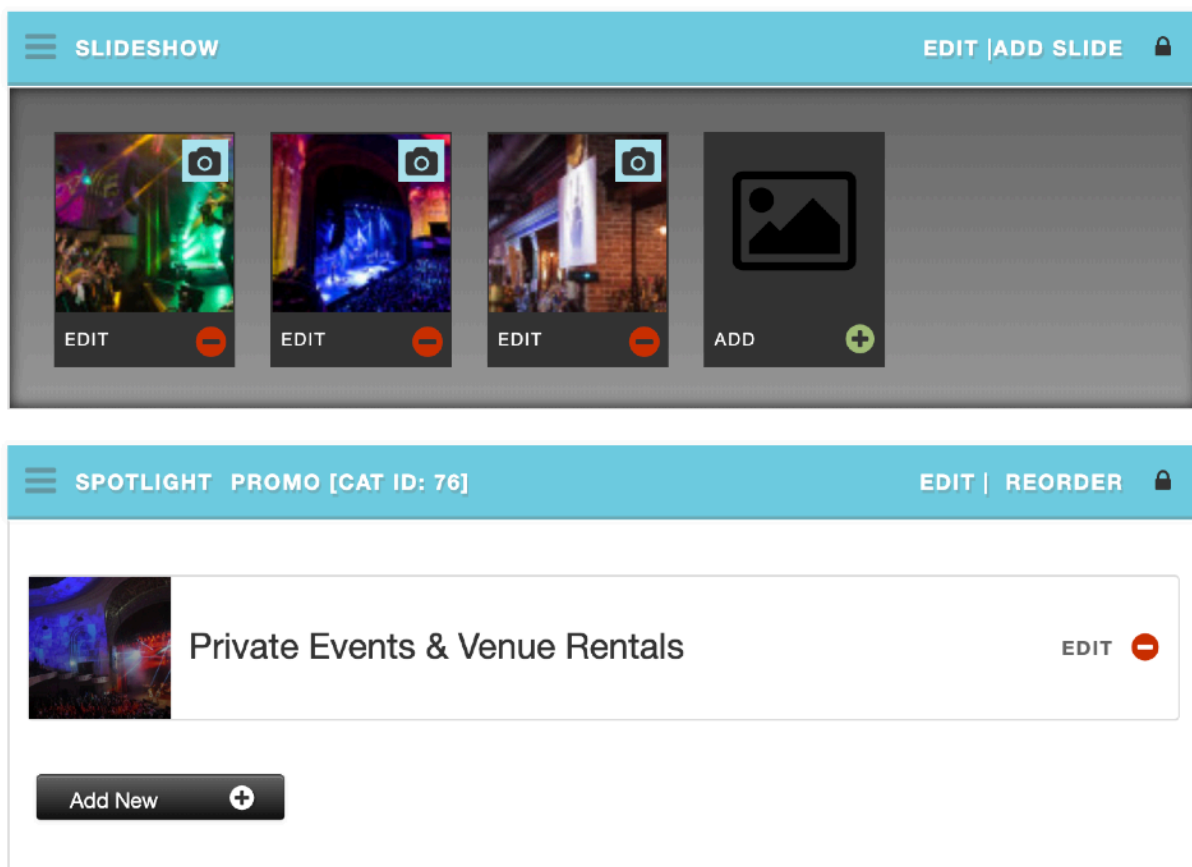 SLIDESHOW EDIT |ADD SLIDE
EDIT EDIT EDIT ADD
SPOTLIGHT PROMO [CAT ID: 76] EDIT | REORDER
Private Events & Venue Rentals EDIT
Add New